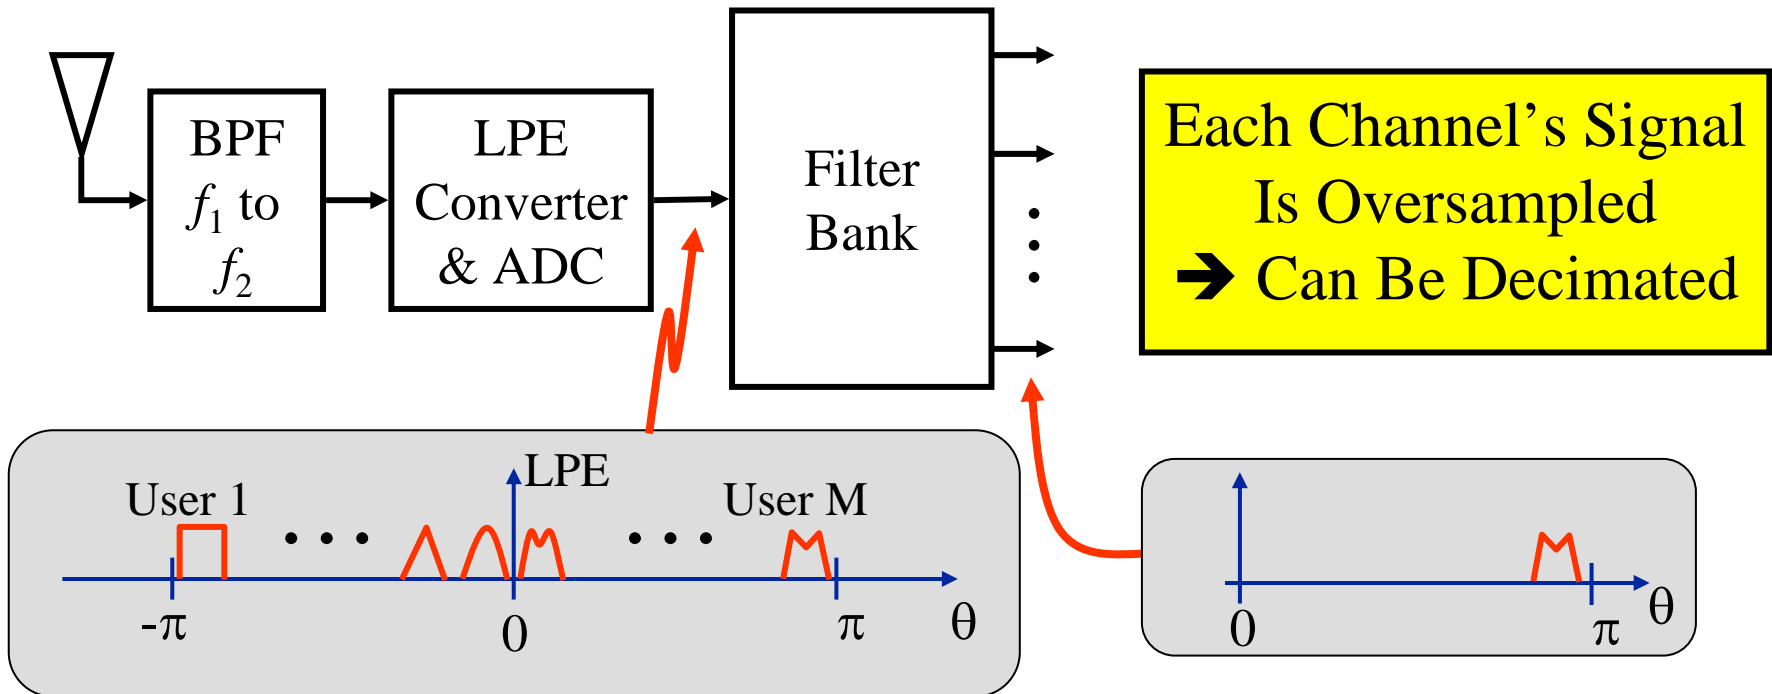 BPF
f₁ to
f₂
LPE
Converter
& ADC
Filter
Bank
Each Channel’s Signal
Is Oversampled
➔ Can Be Decimated
LPE
User 1
• • •
• • •
User M
-π
0
π
θ
0
π
θ